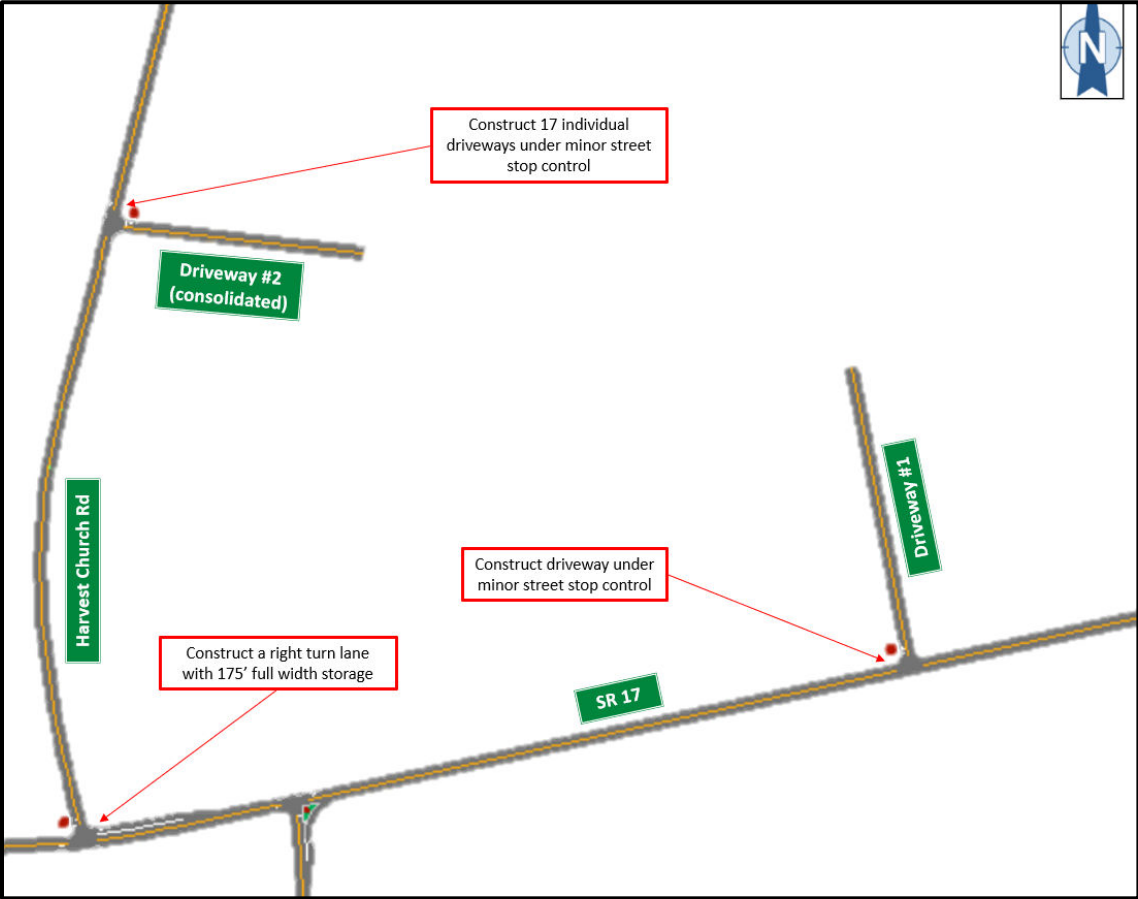 N
Construct 17 individual
driveways under minor street
stop control
Driveway #2
(consolidated)
Driveway #1
Harvest Church Rd
Construct driveway under
minor street stop control
Construct a right turn lane
with 175’ full width storage
SR 17